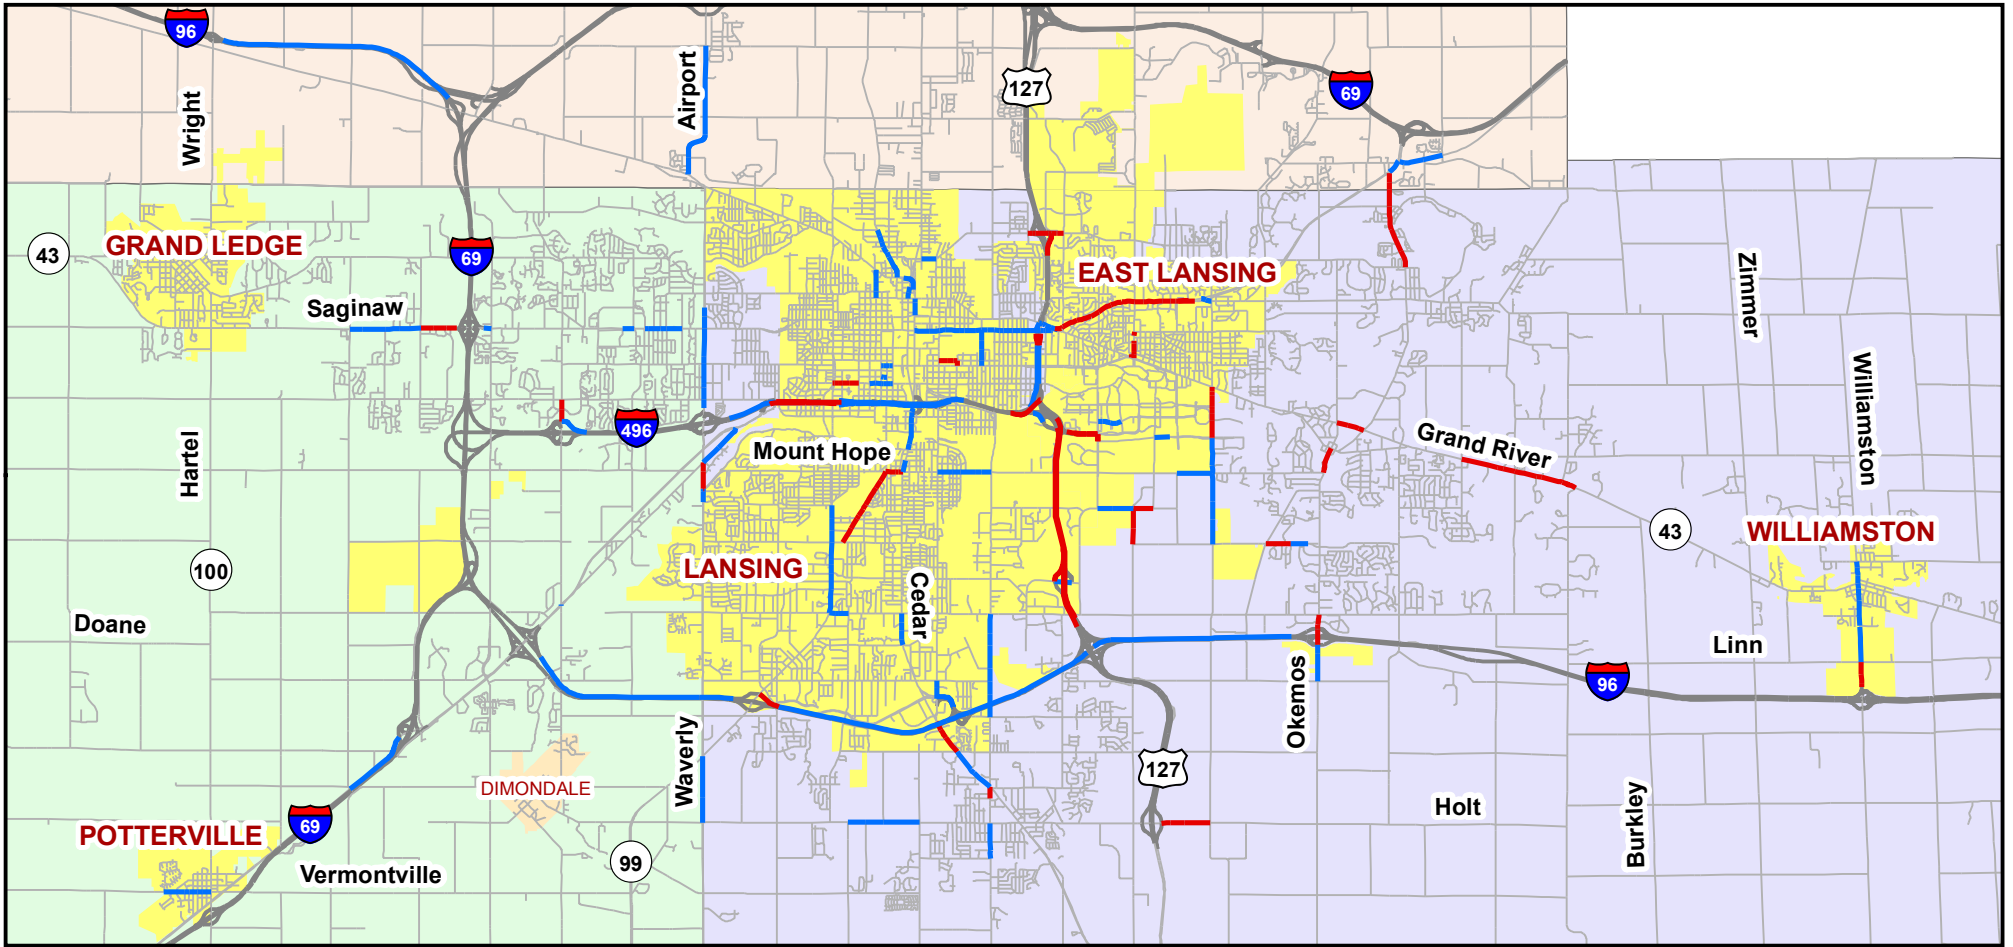 96
Wright
Airport
127
69
43
GRAND LEDGE
69
EAST LANSING
Zimmer
Saginaw
Williamston
496
Mount Hope
Grand River
Hartel
43
WILLIAMSTON
100
LANSING
Cedar
Doane
Linn
96
Okemos
Waverly
127
DIMONDALE
Holt
Burkley
POTTERVILLE
69
99
Vermontville